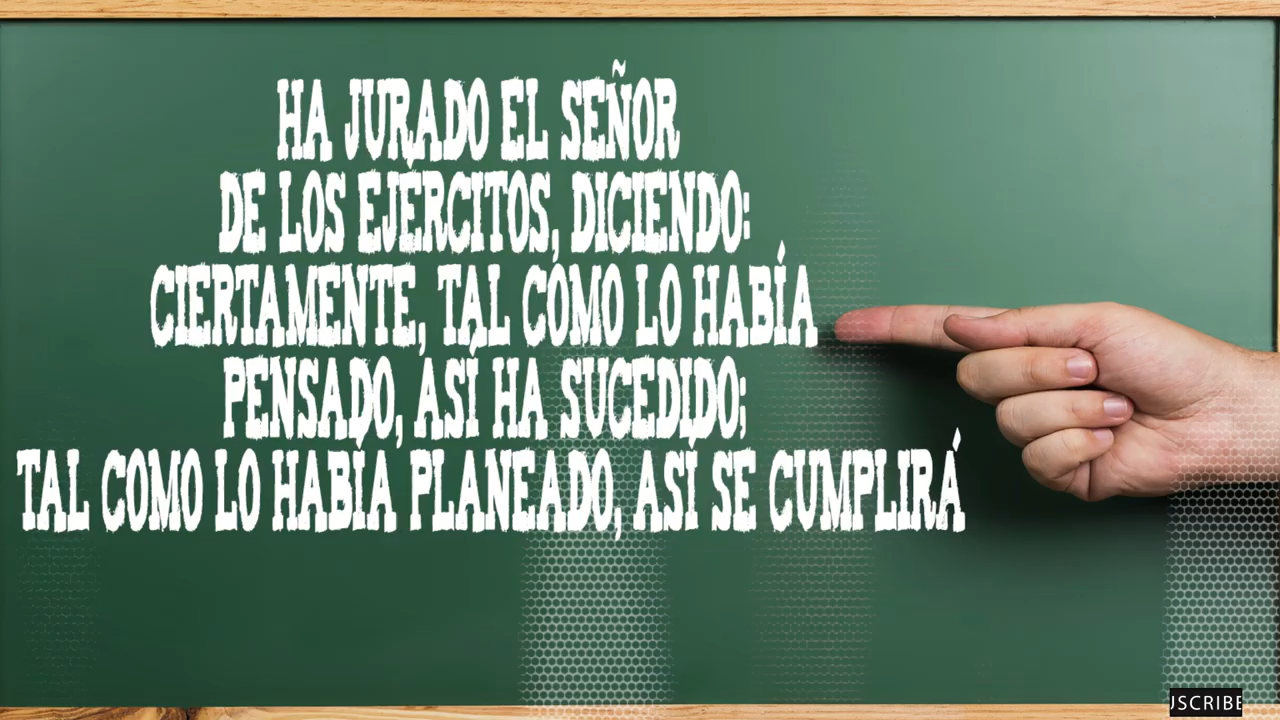 HA JURADO EL SEÑOR
DE LOS EJÉRCITOS, DICIENDO:
CIERTAMENTE, TAL COMO LO HABÍA
PENSADO, ASÍ HA SUCEDIDO;
TAL COMO LO HABÍA PLANEADO, ASÍ SE CUMPLIRÁ